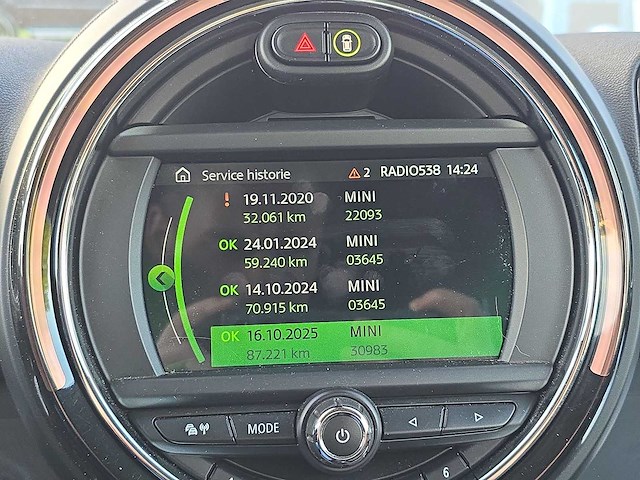 Service historie 2 RADIO538 14:24
! 19.11.2020 MINI
32.061 km 22093
OK 24.01.2024 MINI
59.240 km 03645
OK 14.10.2024 MINI
70.915 km 03645
OK 16.10.2025 MINI
87.221 km 30983
MODE
6